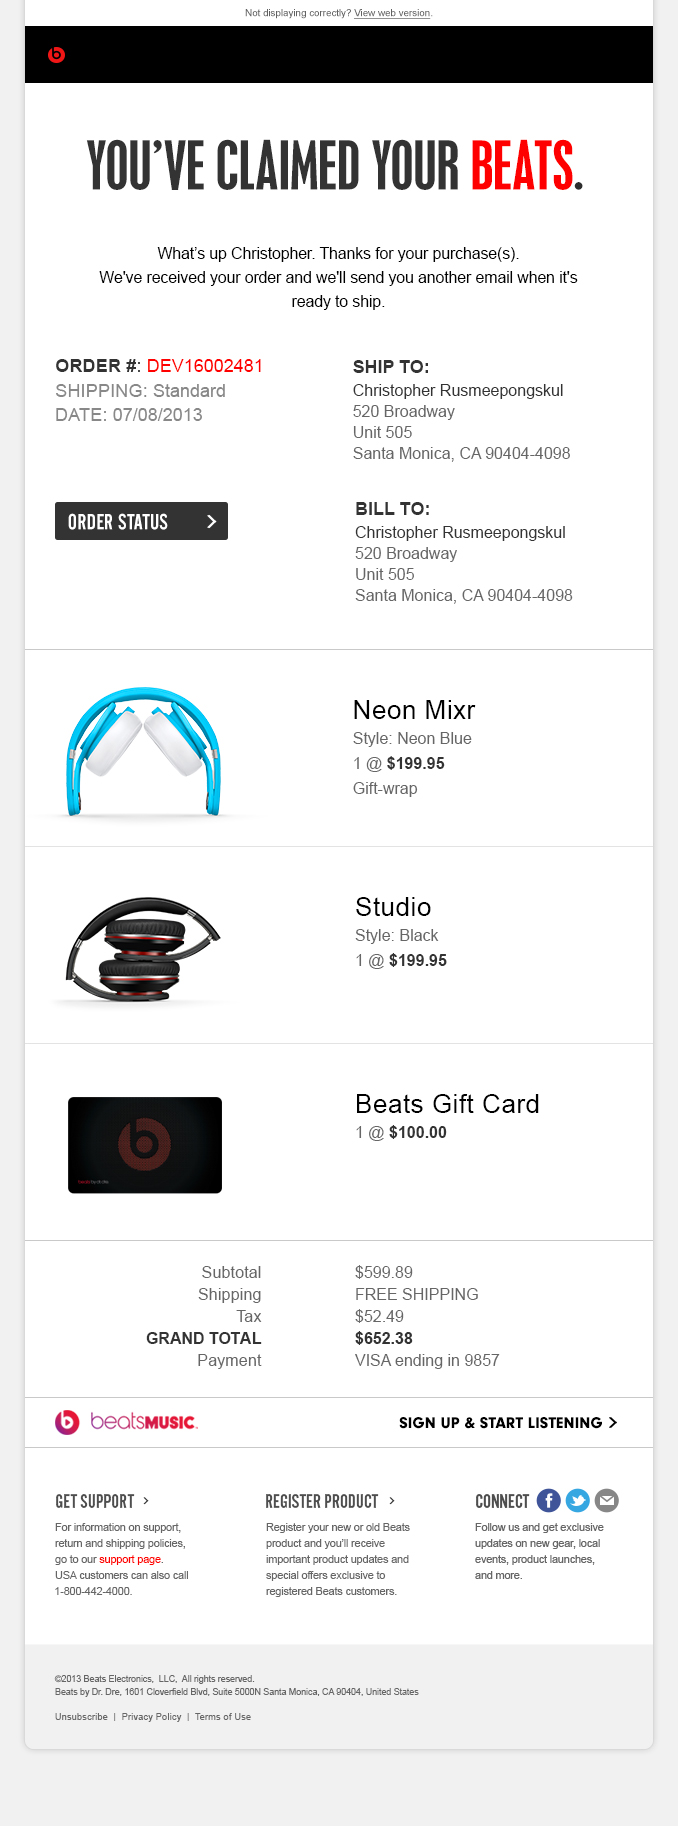 Not displaying correctly? View web version.
YOU'VE CLAIMED YOUR BEATS.
What's up Christopher. Thanks for your purchase(s).
We've received your order and we'll send you another email when it's
ready to ship.
ORDER #: DEV16002481
SHIPPING: Standard
DATE: 07/08/2013
ORDER STATUS
SHIP TO:
Christopher Rusmeepongskul
520 Broadway
Unit 505
Santa Monica, CA 90404-4098
BILL TO:
Christopher Rusmeepongskul
520 Broadway
Unit 505
Santa Monica, CA 90404-4098
Neon Mixr
Style: Neon Blue
1 @ $199.95
Gift-wrap
Studio
Style: Black
1 @ $199.95
Beats Gift Card
1 @ $100.00
Subtotal $599.89
Shipping FREE SHIPPING
Tax $52.49
GRAND TOTAL $652.38
Payment VISA ending in 9857
beatsMUSIC.
SIGN UP & START LISTENING >
GET SUPPORT >
For information on support,
return and shipping policies,
go to our support page.
USA customers can also call
1-800-442-4000.
REGISTER PRODUCT >
Register your new or old Beats
product and you'll receive
important product updates and
special offers exclusive to
registered Beats customers.
CONNECT
Follow us and get exclusive
updates on new gear, local
events, product launches,
and more.
©2013 Beats Electronics, LLC, All rights reserved.
Beats by Dr. Dre, 1601 Cloverfield Blvd, Suite 5000N Santa Monica, CA 90404, United States
Unsubscribe | Privacy Policy | Terms of Use